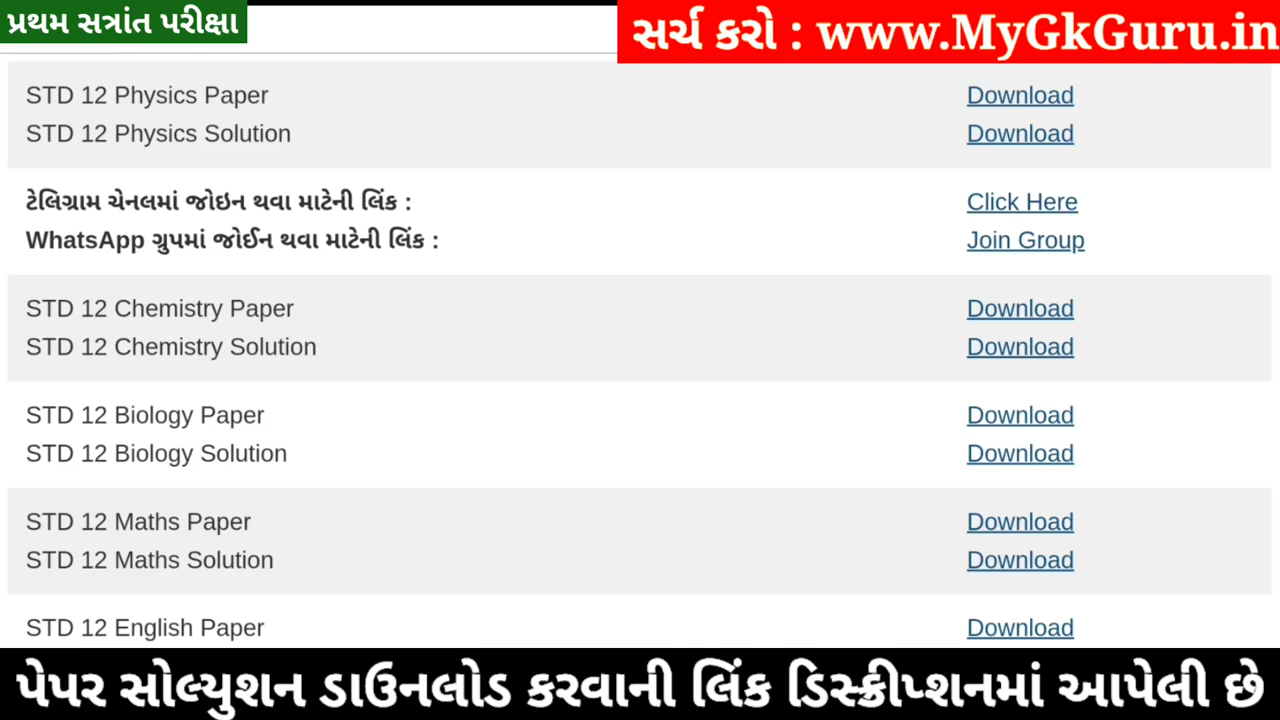 પ્રથમ સત્રાંત પરીક્ષા
સર્ચ કરો : www.MyGkGuru.in
STD 12 Physics Paper Download
STD 12 Physics Solution Download
ટેલિગ્રામ ચેનલમાં જોઇન થવા માટેની લિંક : Click Here
WhatsApp ગ્રુપમાં જોઈન થવા માટેની લિંક : Join Group
STD 12 Chemistry Paper Download
STD 12 Chemistry Solution Download
STD 12 Biology Paper Download
STD 12 Biology Solution Download
STD 12 Maths Paper Download
STD 12 Maths Solution Download
STD 12 English Paper Download
પેપર સોલ્યુશન ડાઉનલોડ કરવાની લિંક ડિસ્ક્રીપ્શનમાં આપેલી છે